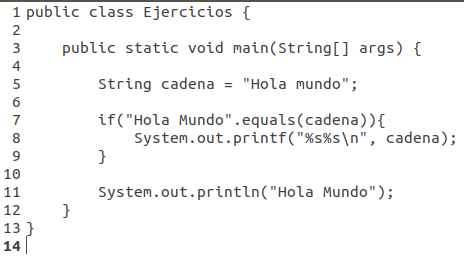 1 public class Ejercicios {
2
3     public static void main(String[] args) {
4
5         String cadena = "Hola mundo";
6
7         if("Hola Mundo".equals(cadena)){
8             System.out.printf("%s%s\n", cadena);
9         }
10
11         System.out.println("Hola Mundo");
12     }
13 }
14